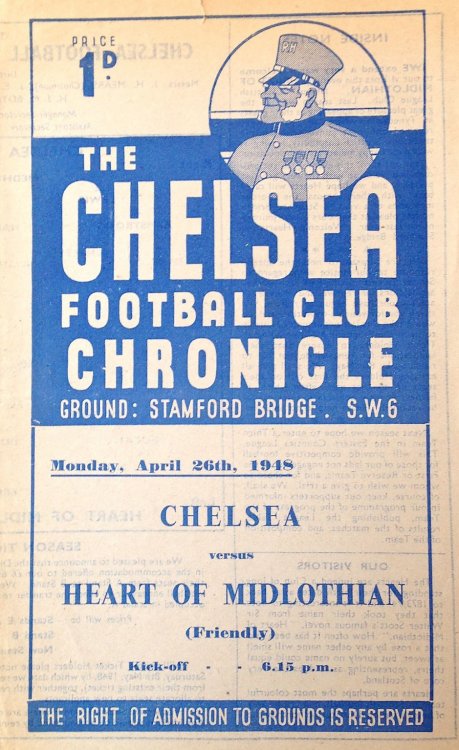 PRICE
1D.
RH
THE
CHELSEA
FOOTBALL CLUB
CHRONICLE
GROUND: STAMFORD BRIDGE. S.W.6
Monday, April 26th, 1948
CHELSEA
versus
HEART OF MIDLOTHIAN
(Friendly)
Kick-off - - 6.15 p.m.
THE RIGHT OF ADMISSION TO GROUNDS IS RESERVED